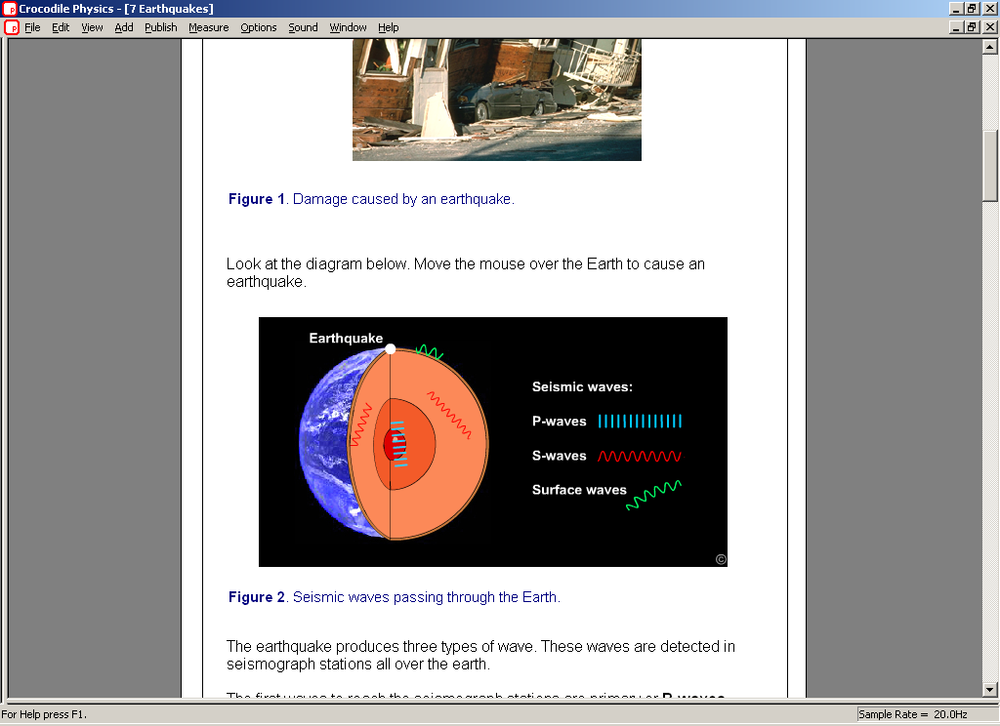 Crocodile Physics - [7 Earthquakes]
File Edit View Add Publish Measure Options Sound Window Help
Figure 1. Damage caused by an earthquake.
Look at the diagram below. Move the mouse over the Earth to cause an
earthquake.
Earthquake
Seismic waves:
P-waves
S-waves
Surface waves
©
Figure 2. Seismic waves passing through the Earth.
The earthquake produces three types of wave. These waves are detected in
seismograph stations all over the earth.
The first waves to reach the seismograph stations are primary or P-waves
For Help press F1.
Sample Rate = 20.0Hz